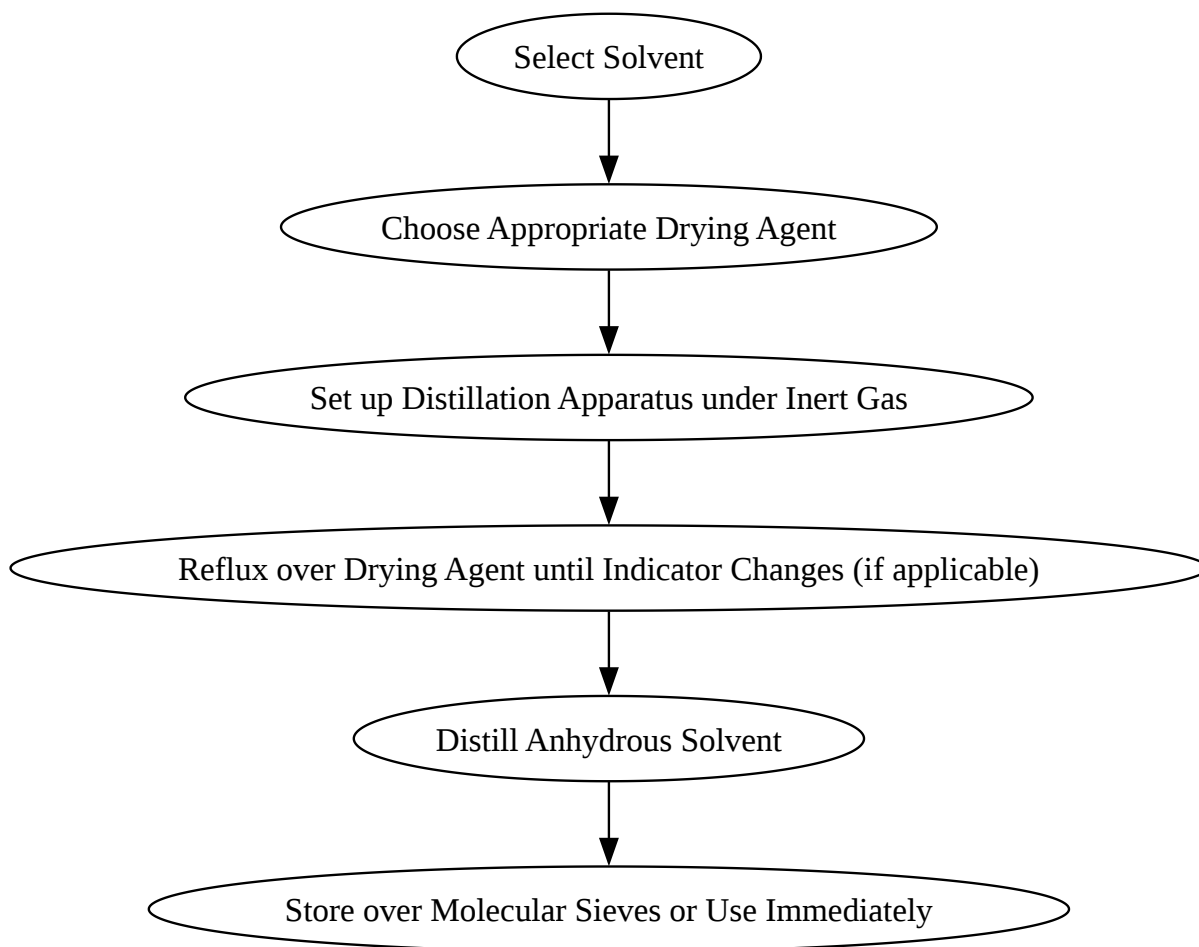 Select Solvent
Choose Appropriate Drying Agent
Set up Distillation Apparatus under Inert Gas
Reflux over Drying Agent until Indicator Changes (if applicable)
Distill Anhydrous Solvent
Store over Molecular Sieves or Use Immediately